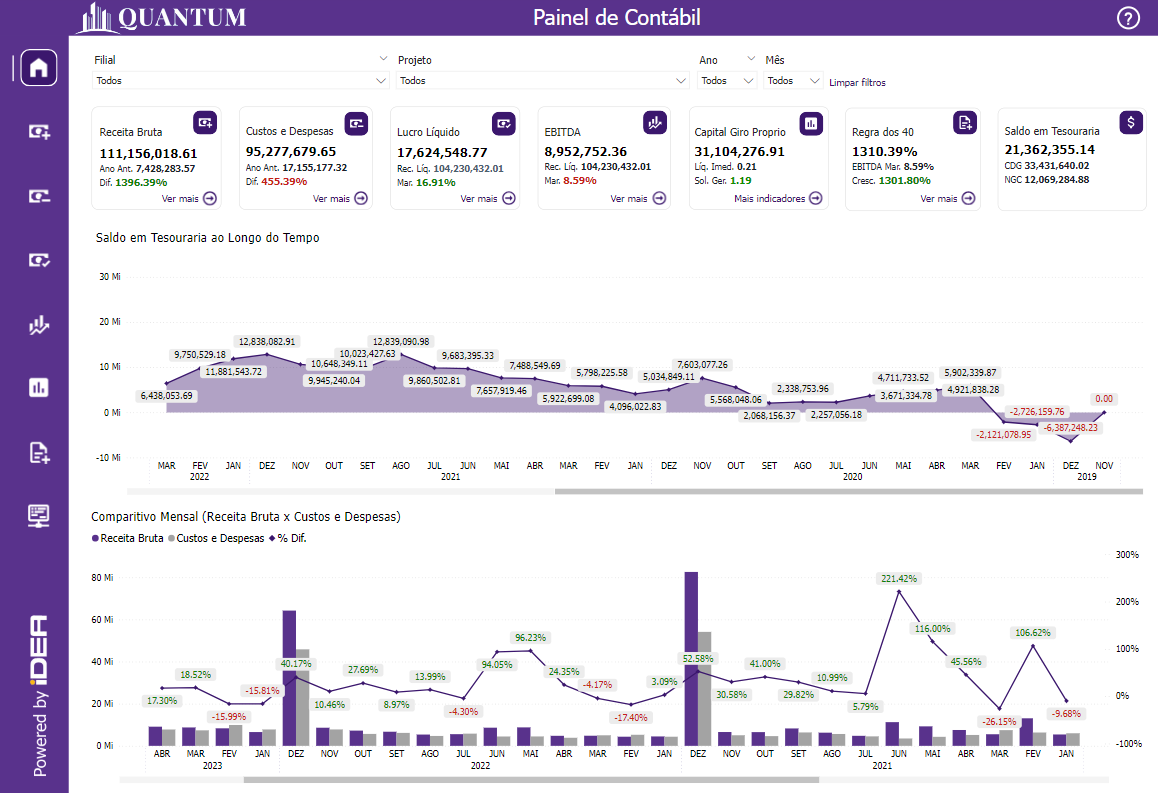 QUANTUM
Painel de Contábil
?
Filial
Projeto
Ano
Mês
Todos
Todos
Todos
Todos
Limpar filtros
Receita Bruta
111,156,018.61
Ano Ant. 7,428,283.57
Dif. 1396.39%
Ver mais
Custos e Despesas
95,277,679.65
Ano Ant. 17,155,177.32
Dif. 455.39%
Ver mais
Lucro Líquido
17,624,548.77
Rec. Líq. 104,230,432.01
Mar. 16.91%
Ver mais
EBITDA
8,952,752.36
Rec. Líq. 104,230,432.01
Mar. 8.59%
Ver mais
Capital Giro Proprio
31,104,276.91
Líq. Imed. 0.21
Sol. Ger. 1.19
Mais indicadores
Regra dos 40
1310.39%
EBITDA Mar. 8.59%
Cresc. 1301.80%
Ver mais
$
Saldo em Tesouraria
21,362,355.14
CDG 33,431,640.02
NGC 12,069,284.88
Saldo em Tesouraria ao Longo do Tempo
30 Mi
20 Mi
10 Mi
0 Mi
-10 Mi
6,438,053.69
9,750,529.18
11,881,543.72
12,838,082.91
10,648,349.11
9,945,240.04
10,023,427.63
12,839,090.98
9,860,502.81
9,683,395.33
7,657,919.46
7,488,549.69
5,922,699.08
5,798,225.58
4,096,022.83
5,034,849.11
7,603,077.26
5,568,048.06
2,068,156.37
2,338,753.96
2,257,056.18
3,671,334.78
4,711,733.52
4,921,838.28
5,902,339.87
-2,121,078.95
-2,726,159.76
-6,387,248.23
0.00
MAR FEV JAN DEZ NOV OUT SET AGO JUL JUN MAI ABR MAR FEV JAN DEZ NOV OUT SET AGO JUL JUN MAI ABR MAR FEV JAN DEZ NOV
2022 2021 2020 2019
Comparitivo Mensal (Receita Bruta x Custos e Despesas)
Receita Bruta Custos e Despesas % Dif.
80 Mi
60 Mi
40 Mi
20 Mi
0 Mi
300%
200%
100%
0%
-100%
17.30%
18.52%
-15.99%
-15.81%
40.17%
10.46%
27.69%
8.97%
13.99%
-4.30%
94.05%
96.23%
24.35%
-4.17%
-17.40%
3.09%
52.58%
30.58%
41.00%
29.82%
10.99%
5.79%
221.42%
116.00%
45.56%
-26.15%
106.62%
-9.68%
ABR MAR FEV JAN DEZ NOV OUT SET AGO JUL JUN MAI ABR MAR FEV JAN DEZ NOV OUT SET AGO JUL JUN MAI ABR MAR FEV JAN
2023 2022 2021
Powered by iDEA